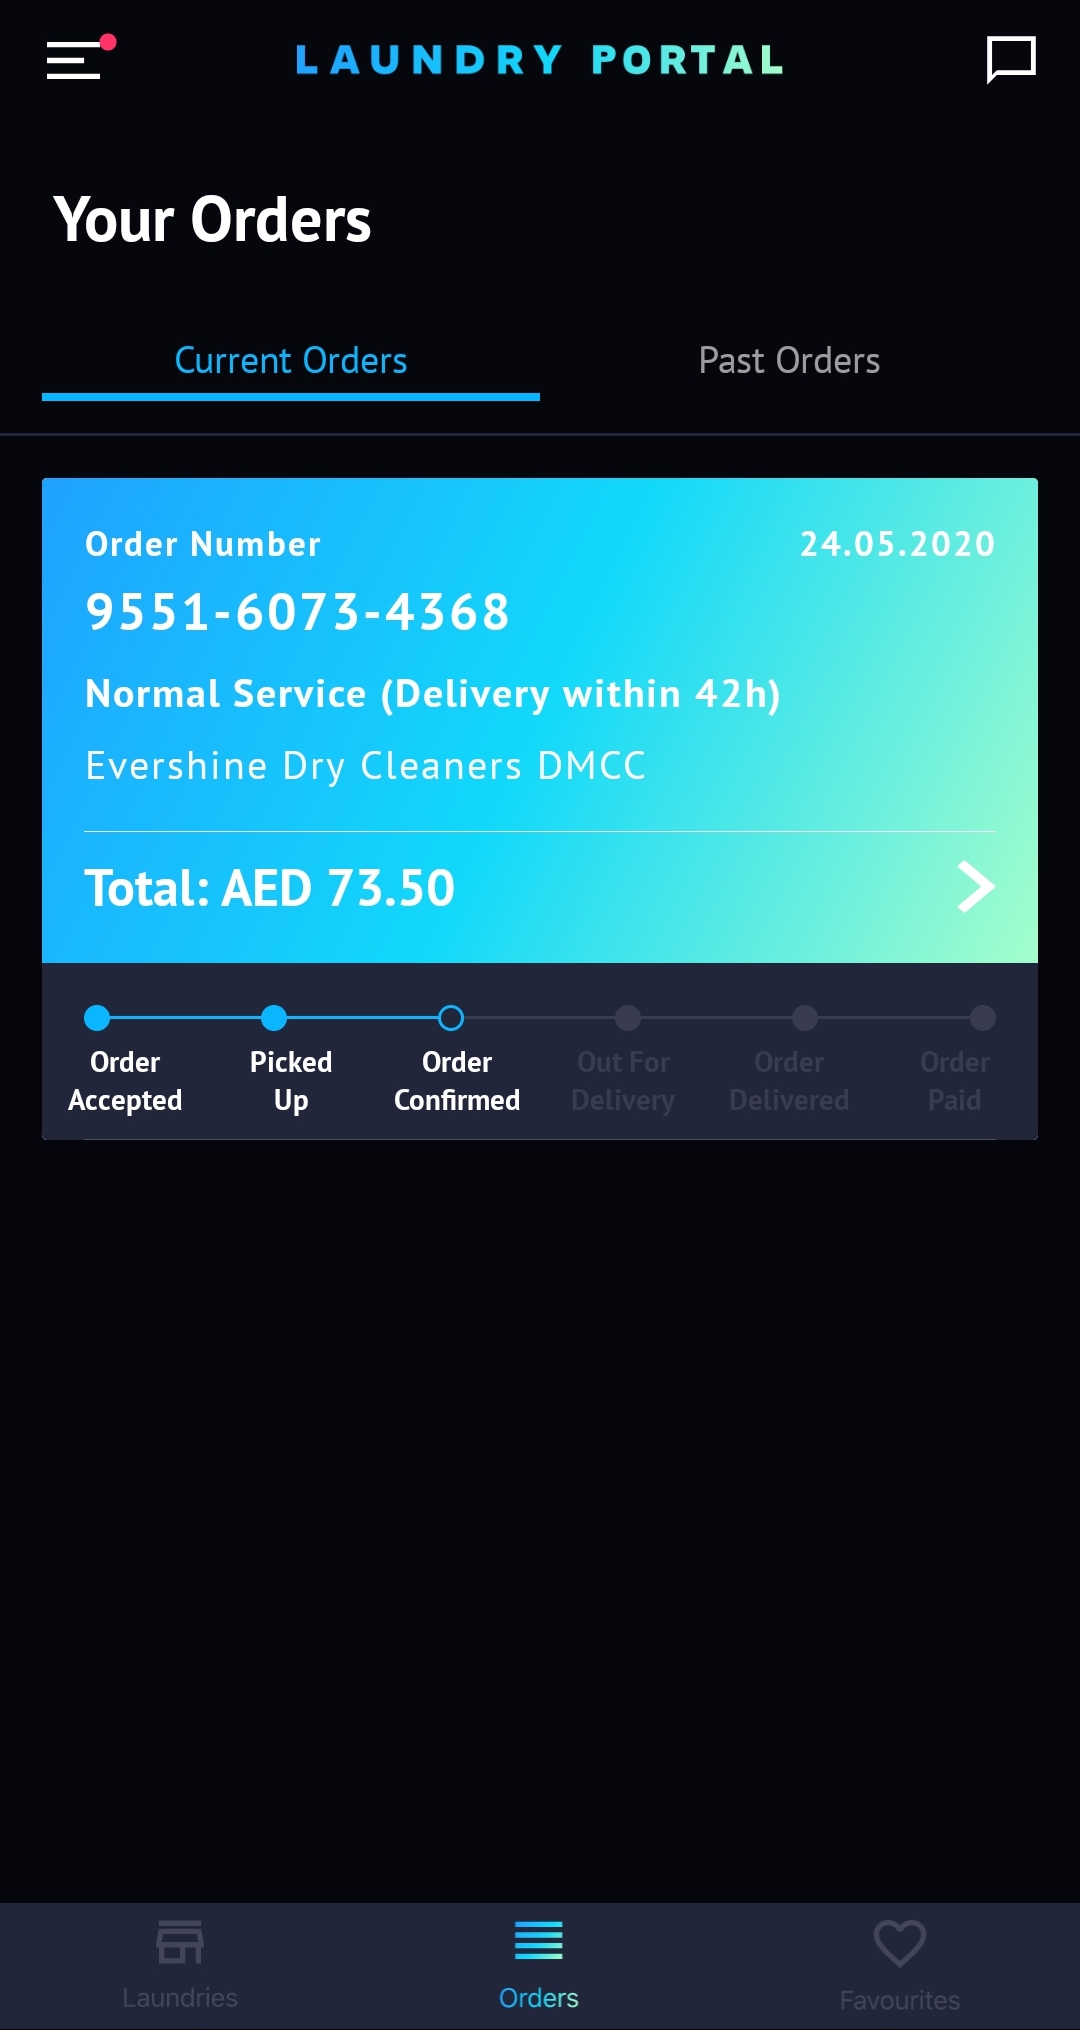 LAUNDRY PORTAL
Your Orders
Current Orders
Past Orders
Order Number
24.05.2020
9551-6073-4368
Normal Service (Delivery within 42h)
Evershine Dry Cleaners DMCC
Total: AED 73.50
Order Accepted
Picked Up
Order Confirmed
Out For Delivery
Order Delivered
Order Paid
Laundries
Orders
Favourites